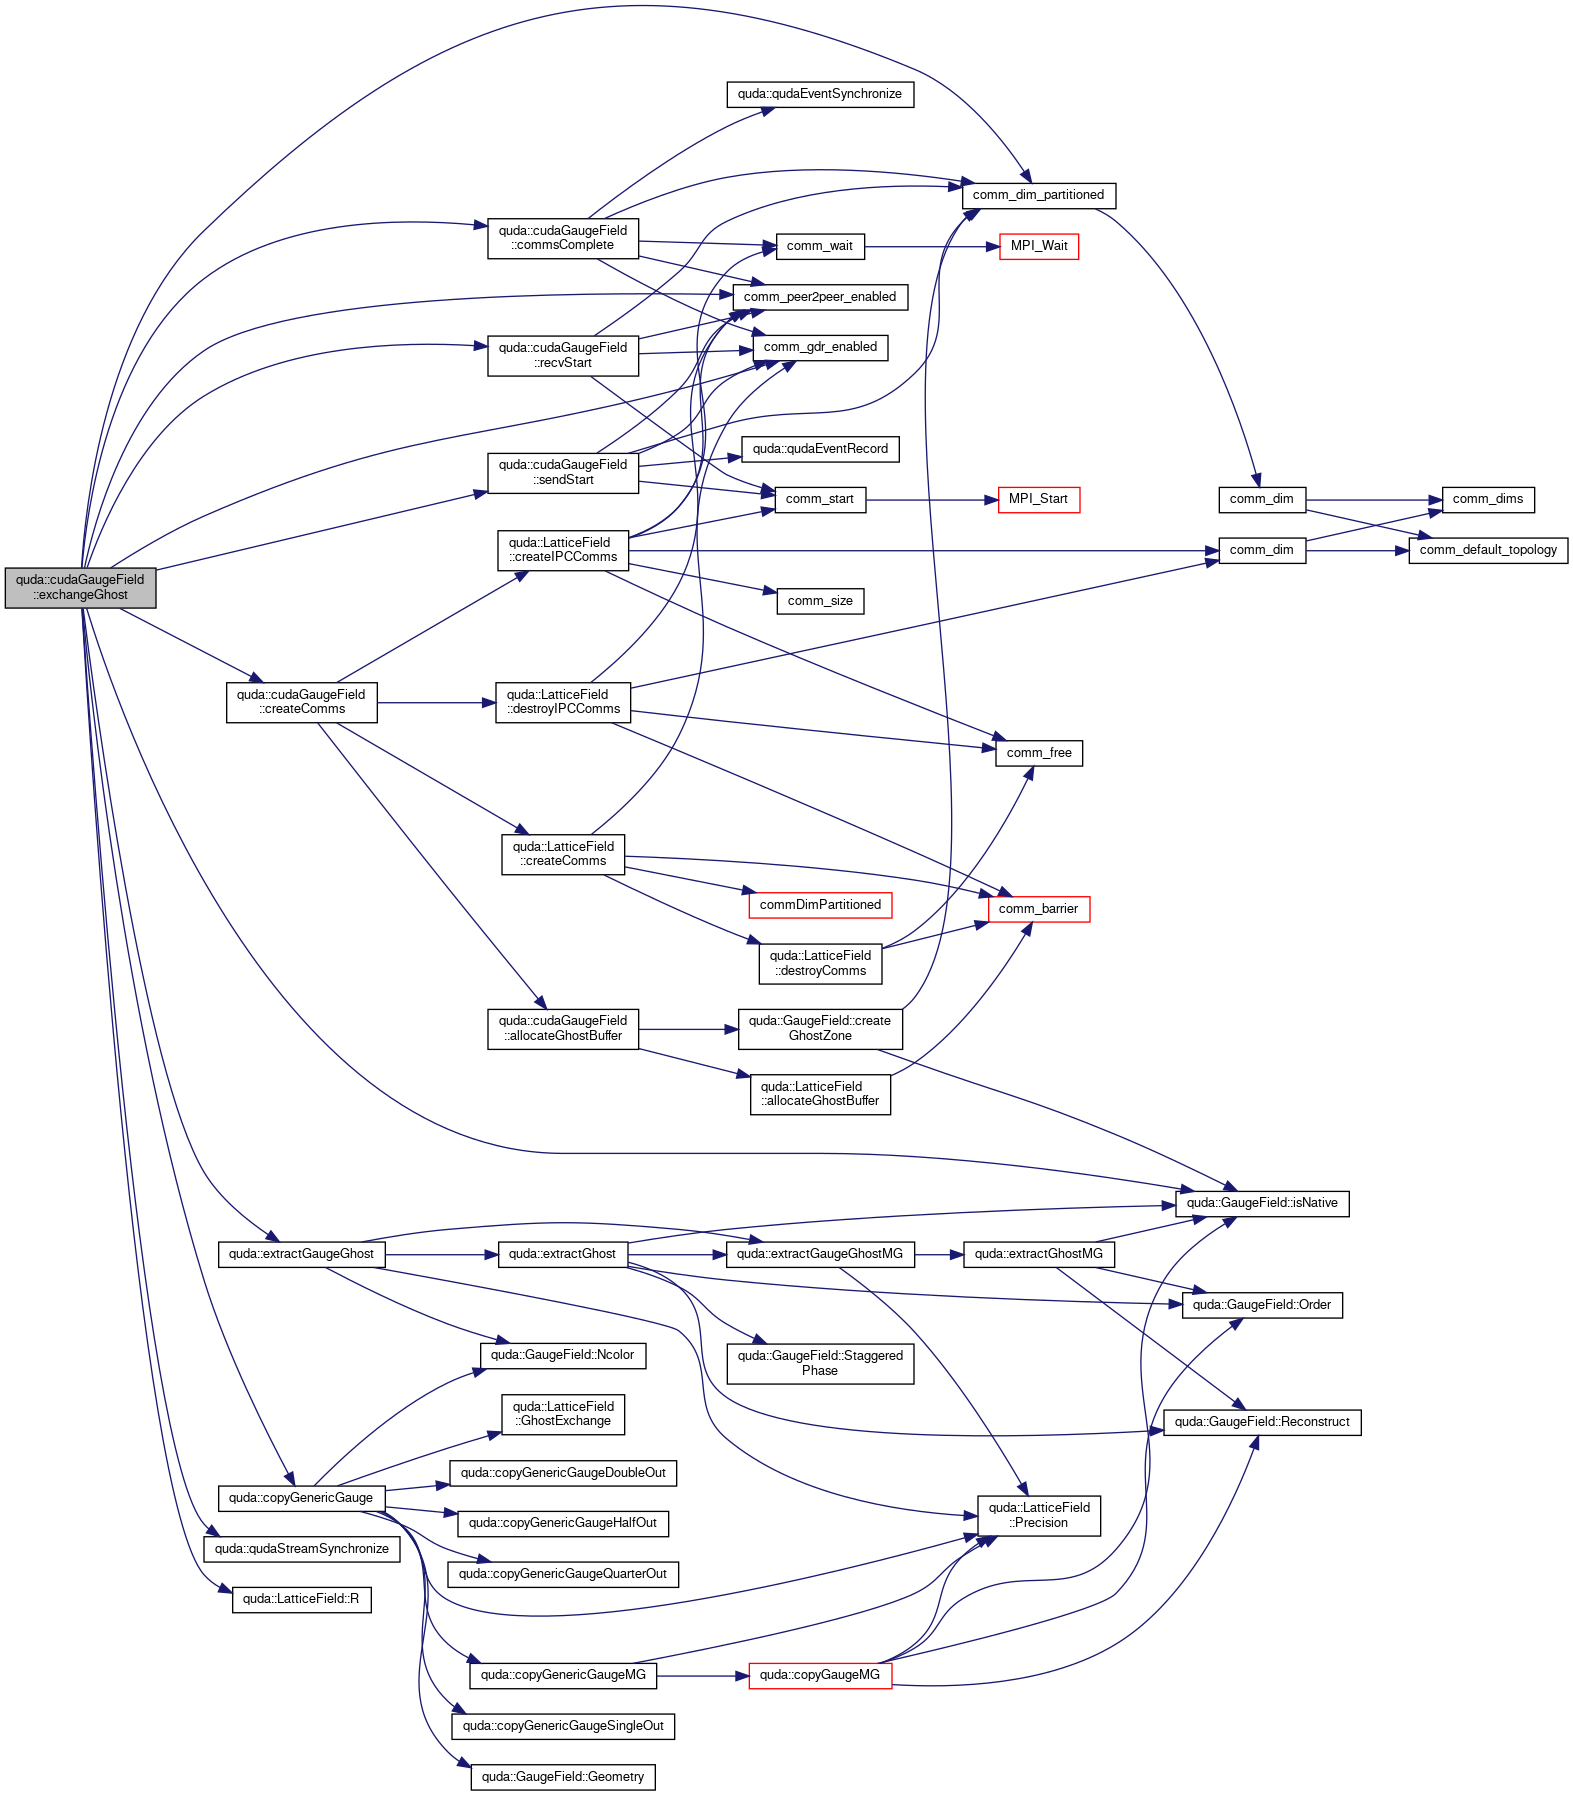 quda::qudaEventSynchronize
comm_dim_partitioned
quda::cudaGaugeField
::commsComplete
comm_wait
MPI_Wait
comm_peer2peer_enabled
quda::cudaGaugeField
::recvStart
comm_gdr_enabled
quda::qudaEventRecord
quda::cudaGaugeField
::sendStart
comm_start
MPI_Start
comm_dim
comm_dims
quda::LatticeField
::createIPCComms
comm_dim
comm_default_topology
quda::cudaGaugeField
::exchangeGhost
comm_size
quda::cudaGaugeField
::createComms
quda::LatticeField
::destroyIPCComms
comm_free
quda::LatticeField
::createComms
commDimPartitioned
comm_barrier
quda::LatticeField
::destroyComms
quda::cudaGaugeField
::allocateGhostBuffer
quda::GaugeField::create
GhostZone
quda::LatticeField
::allocateGhostBuffer
quda::GaugeField::isNative
quda::extractGaugeGhost
quda::extractGhost
quda::extractGaugeGhostMG
quda::extractGhostMG
quda::GaugeField::Order
quda::GaugeField::Ncolor
quda::GaugeField::Staggered
Phase
quda::LatticeField
::GhostExchange
quda::GaugeField::Reconstruct
quda::copyGenericGaugeDoubleOut
quda::copyGenericGauge
quda::LatticeField
::Precision
quda::copyGenericGaugeHalfOut
quda::qudaStreamSynchronize
quda::copyGenericGaugeQuarterOut
quda::LatticeField::R
quda::copyGenericGaugeMG
quda::copyGaugeMG
quda::copyGenericGaugeSingleOut
quda::GaugeField::Geometry